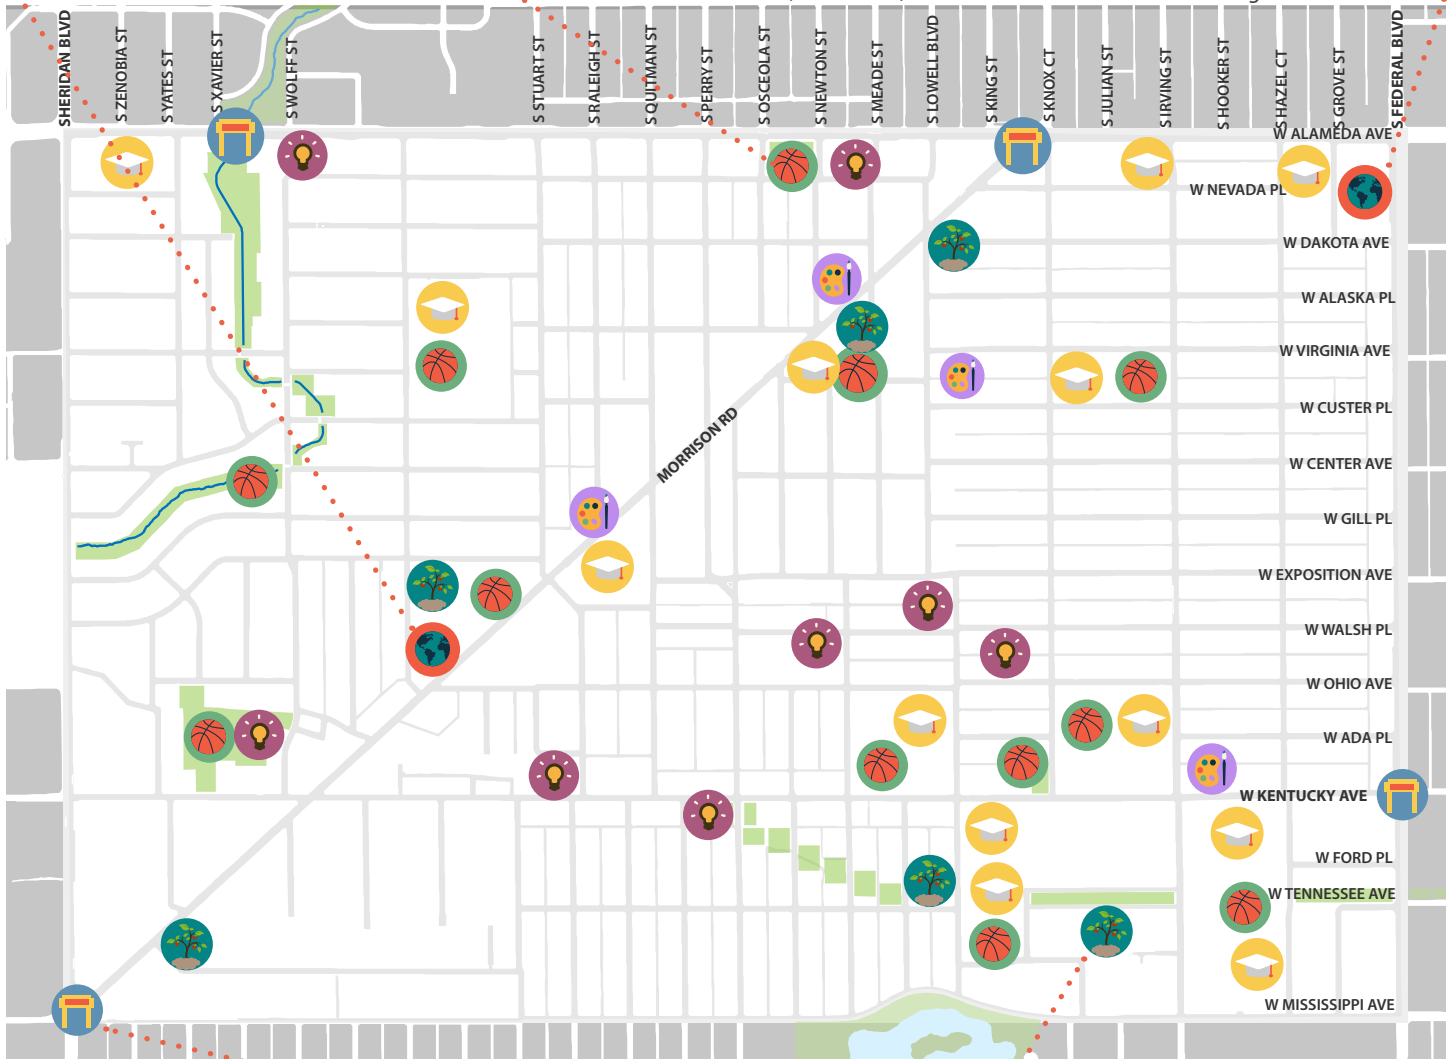 SHERIDAN BLVD
S ZENOBIA ST
S YATES ST
S XAVIER ST
S WOLFF ST
S STUART ST
S RALEIGH ST
S QUITMAN ST
S PERRY ST
S OSCEOLA ST
S NEWTON ST
S MEADE ST
S LOWELL BLVD
S KING ST
S KNOX CT
S JULIAN ST
S IRVING ST
S HOOKER ST
S HAZEL CT
S GROVE ST
S FEDERAL BLVD
W ALAMEDA AVE
W NEVADA PL
W DAKOTA AVE
W ALASKA PL
W VIRGINIA AVE
W CUSTER PL
MORRISON RD
W CENTER AVE
W GILL PL
W EXPOSITION AVE
W WALSH PL
W OHIO AVE
W ADA PL
W KENTUCKY AVE
W FORD PL
W TENNESSEE AVE
W MISSISSIPPI AVE